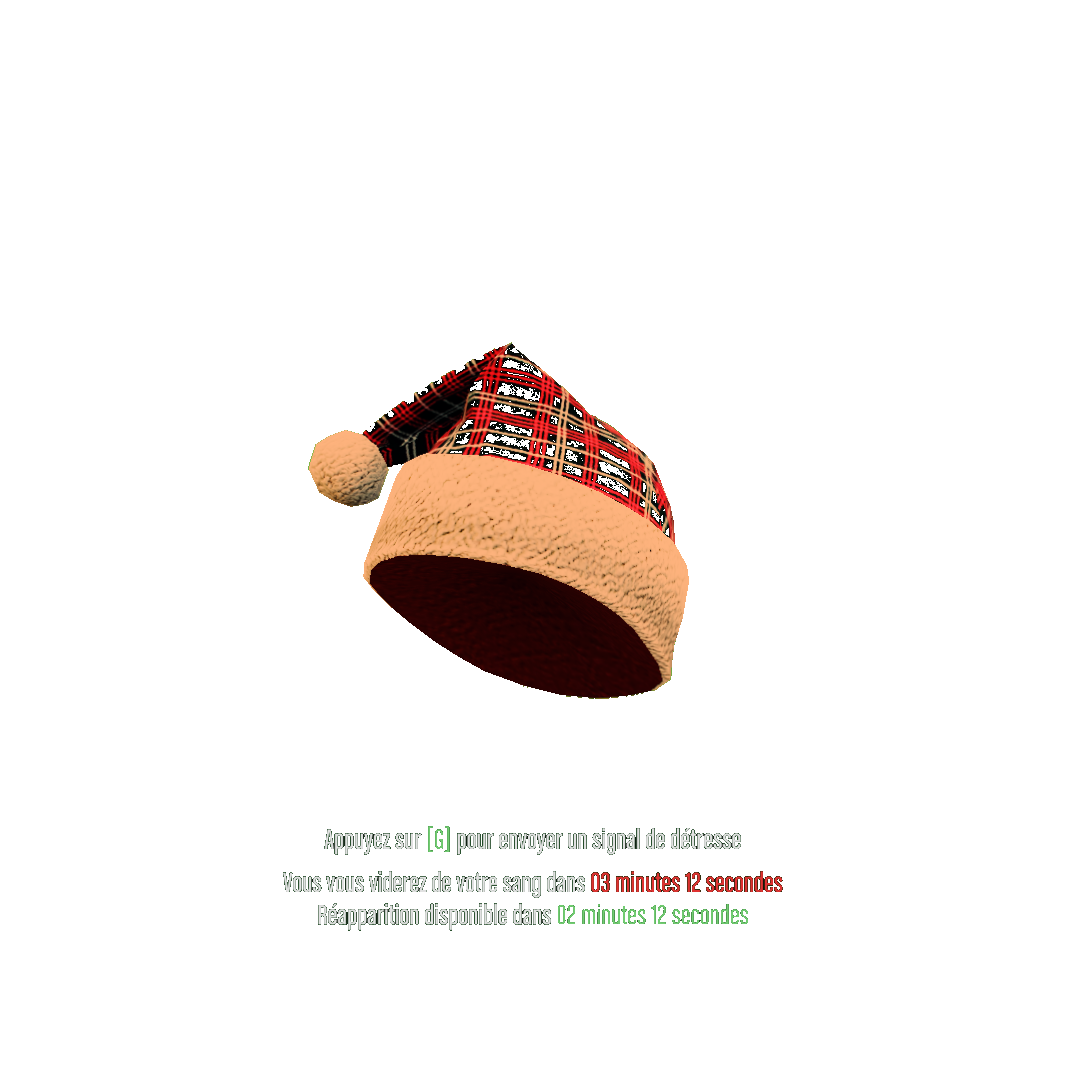 Appuyez sur [G] pour envoyer un signal de détresse
Vous vous viderez de votre sang dans 03 minutes 12 secondes
Réapparition disponible dans 02 minutes 12 secondes